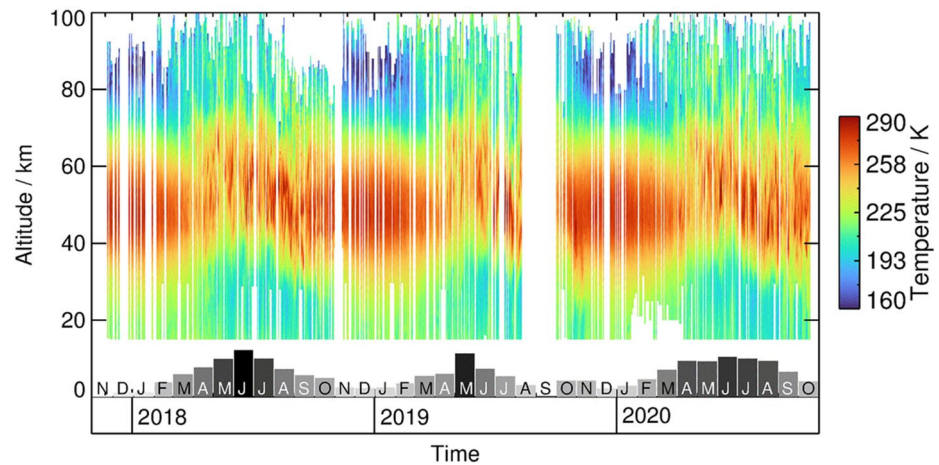 100
80
60
40
20
0
Altitude / km
N D J F M A M J J A S O N D J F M A M J J A S O N D J F M A M J J A S O
2018 2019 2020
Time
290
258
225
193
160
Temperature / K